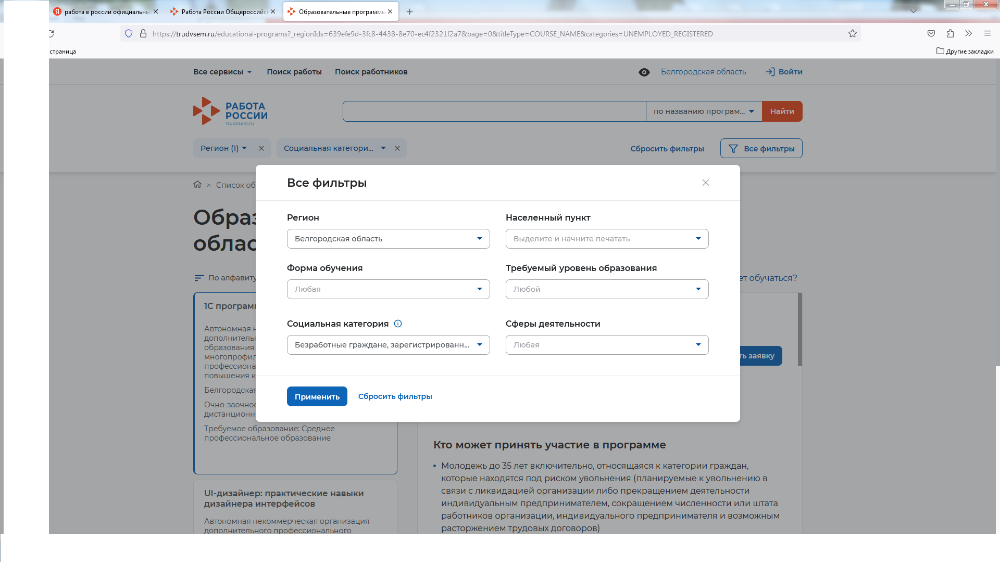 работа в россии официальны
Работа России Общероссийск
Образовательные программы
https://trudvsem.ru/educational-programs?_regionIds=639efe9d-3fc8-4438-8e70-ec4f2321f2a7&page=0&titleType=COURSE_NAME&categories=UNEMPLOYED_REGISTERED
страница
Другие закладки
Все сервисы
Поиск работы
Поиск работников
Белгородская область
Войти
РАБОТА
РОССИИ
trudvsem.ru
по названию програм...
Найти
Регион (1)
Социальная категори...
Сбросить фильтры
Все фильтры
> Список об
Образ
облас
По алфавиту
ет обучаться?
Все фильтры
Регион
Белгородская область
Населенный пункт
Выделите и начните печатать
Форма обучения
Любая
Требуемый уровень образования
Любой
Социальная категория
Безработные граждане, зарегистрированн...
Сферы деятельности
Любая
Применить
Сбросить фильтры
1С програм
Автономная н
дополнитель
образования
многопрофил
профессиона
повышения к
Белгородска
Очно-заочное
дистанционн
Требуемое образование: Среднее
профессиональное образование
UI-дизайнер: практические навыки
дизайнера интерфейсов
Автономная некоммерческая организация
дополнительного профессионального
ть заявку
Кто может принять участие в программе
• Молодежь до 35 лет включительно, относящаяся к категории граждан,
которые находятся под риском увольнения (планируемые к увольнению в
связи с ликвидацией организации либо прекращением деятельности
индивидуальным предпринимателем, сокращением численности или штата
работников организации, индивидуального предпринимателя и возможным
расторжением трудовых договоров)